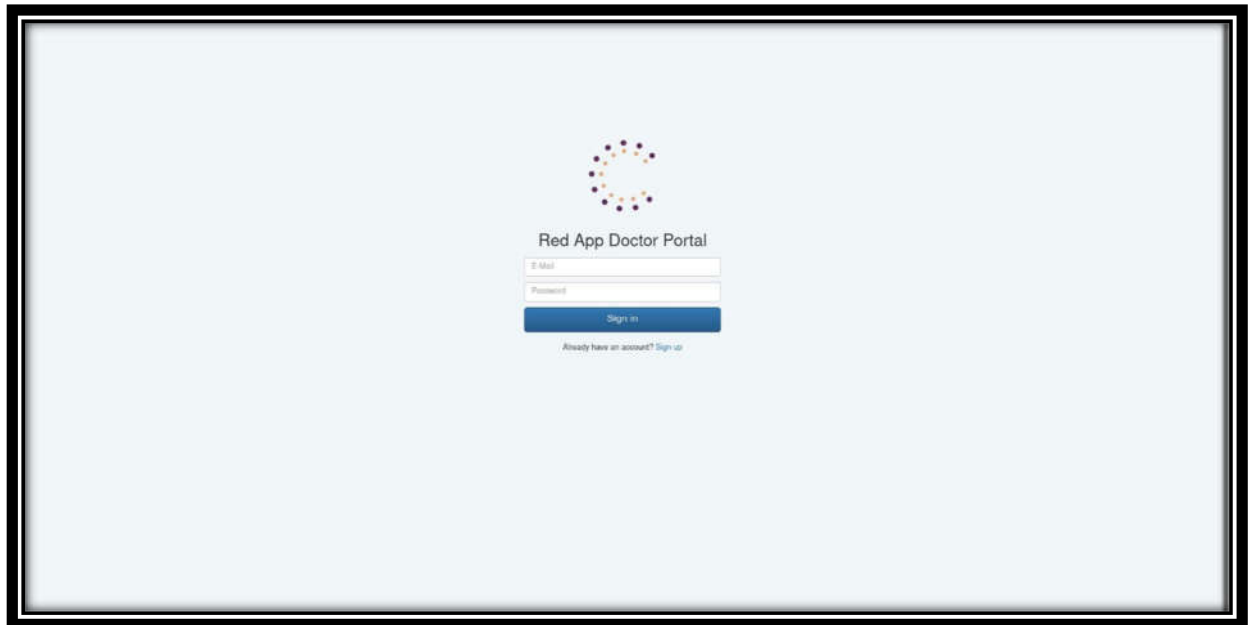 Red App Doctor Portal
E-Mail
Password
Sign in
Already have an account? Sign up